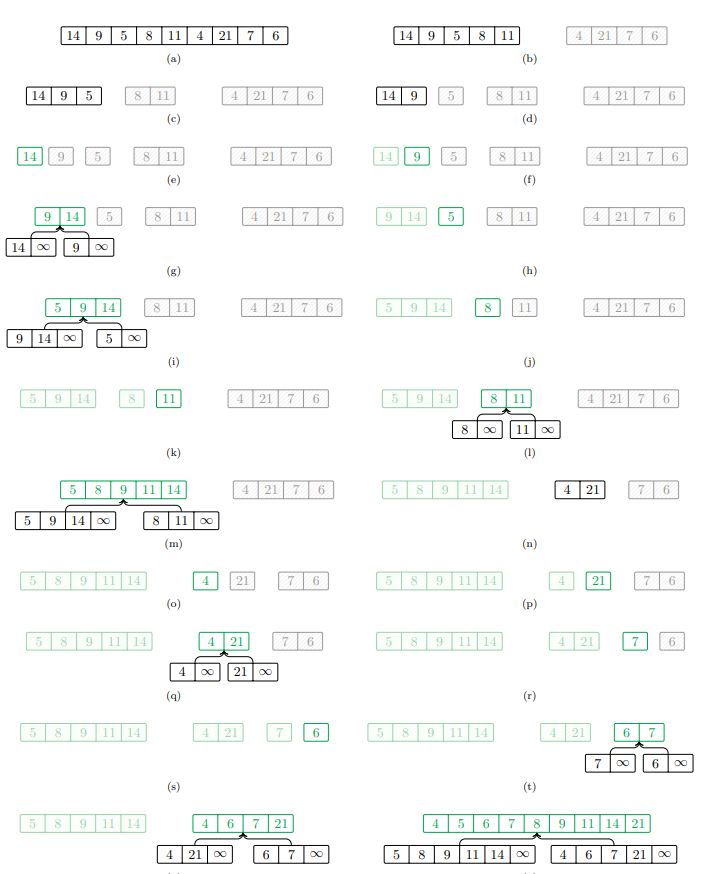 14 9 5 8 11 4 21 7 6
14 9 5 8 11 4 21 7 6
(a) (b)
14 9 5 8 11 4 21 7 6
14 9 5 8 11 4 21 7 6
(c) (d)
14 9 5 8 11 4 21 7 6
14 9 5 8 11 4 21 7 6
(e) (f)
9 14 5 8 11 4 21 7 6
14 ∞ 9 ∞
(g)
9 14 5 8 11 4 21 7 6
(h)
5 9 14 8 11 4 21 7 6
9 14 ∞ 5 ∞
(i)
5 9 14 8 11 4 21 7 6
(j)
5 9 14 8 11 4 21 7 6
(k)
5 9 14 8 11 4 21 7 6
8 ∞ 11 ∞
(l)
5 8 9 11 14 4 21 7 6
5 9 14 ∞ 8 11 ∞
(m)
5 8 9 11 14 4 21 7 6
(n)
5 8 9 11 14 4 21 7 6
(o)
5 8 9 11 14 4 21 7 6
(p)
5 8 9 11 14 4 21 7 6
4 ∞ 21 ∞
(q)
5 8 9 11 14 4 21 7 6
(r)
5 8 9 11 14 4 21 7 6
(s)
5 8 9 11 14 4 21 6 7
7 ∞ 6 ∞
(t)
5 8 9 11 14 4 6 7 21
4 21 ∞ 6 7 ∞
4 5 6 7 8 9 11 14 21
5 8 9 11 14 ∞ 4 6 7 21 ∞